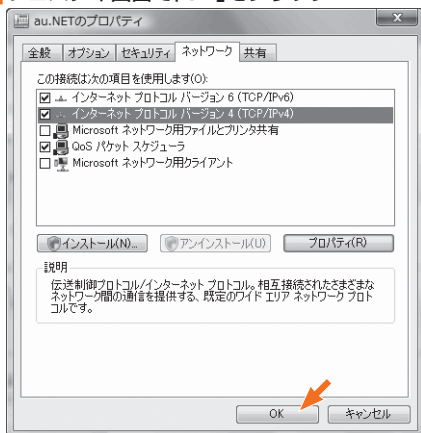 au.NETのプロパティ
全般 オプション セキュリティ ネットワーク 共有
この接続は次の項目を使用します(O):
インターネット プロトコル バージョン 6 (TCP/IPv6)
インターネット プロトコル バージョン 4 (TCP/IPv4)
Microsoft ネットワーク用ファイルとプリンタ共有
QoS パケット スケジューラ
Microsoft ネットワーク用クライアント
インストール(N)... アンインストール(U) プロパティ(R)
説明
伝送制御プロトコル/インターネット プロトコル。相互接続されたさまざまな
ネットワーク間の通信を提供する、既定のワイド エリア ネットワーク プロト
コルです。
OK キャンセル